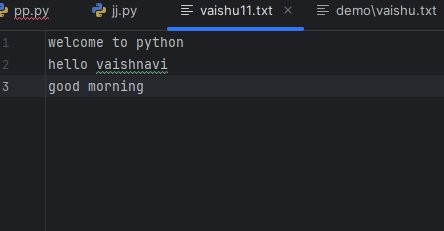 pp.py jj.py vaishu11.txt demo\vaishu.txt
1 welcome to python
2 hello vaishnavi
3 good morning